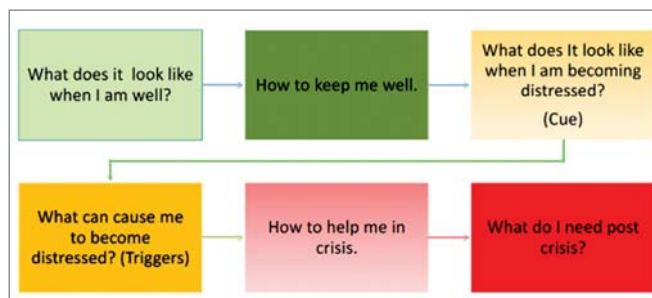 What does it look like
when I am well?
How to keep me well.
What does It look like
when I am becoming
distressed?
(Cue)
What can cause me
to become
distressed? (Triggers)
How to help me in
crisis.
What do I need post
crisis?